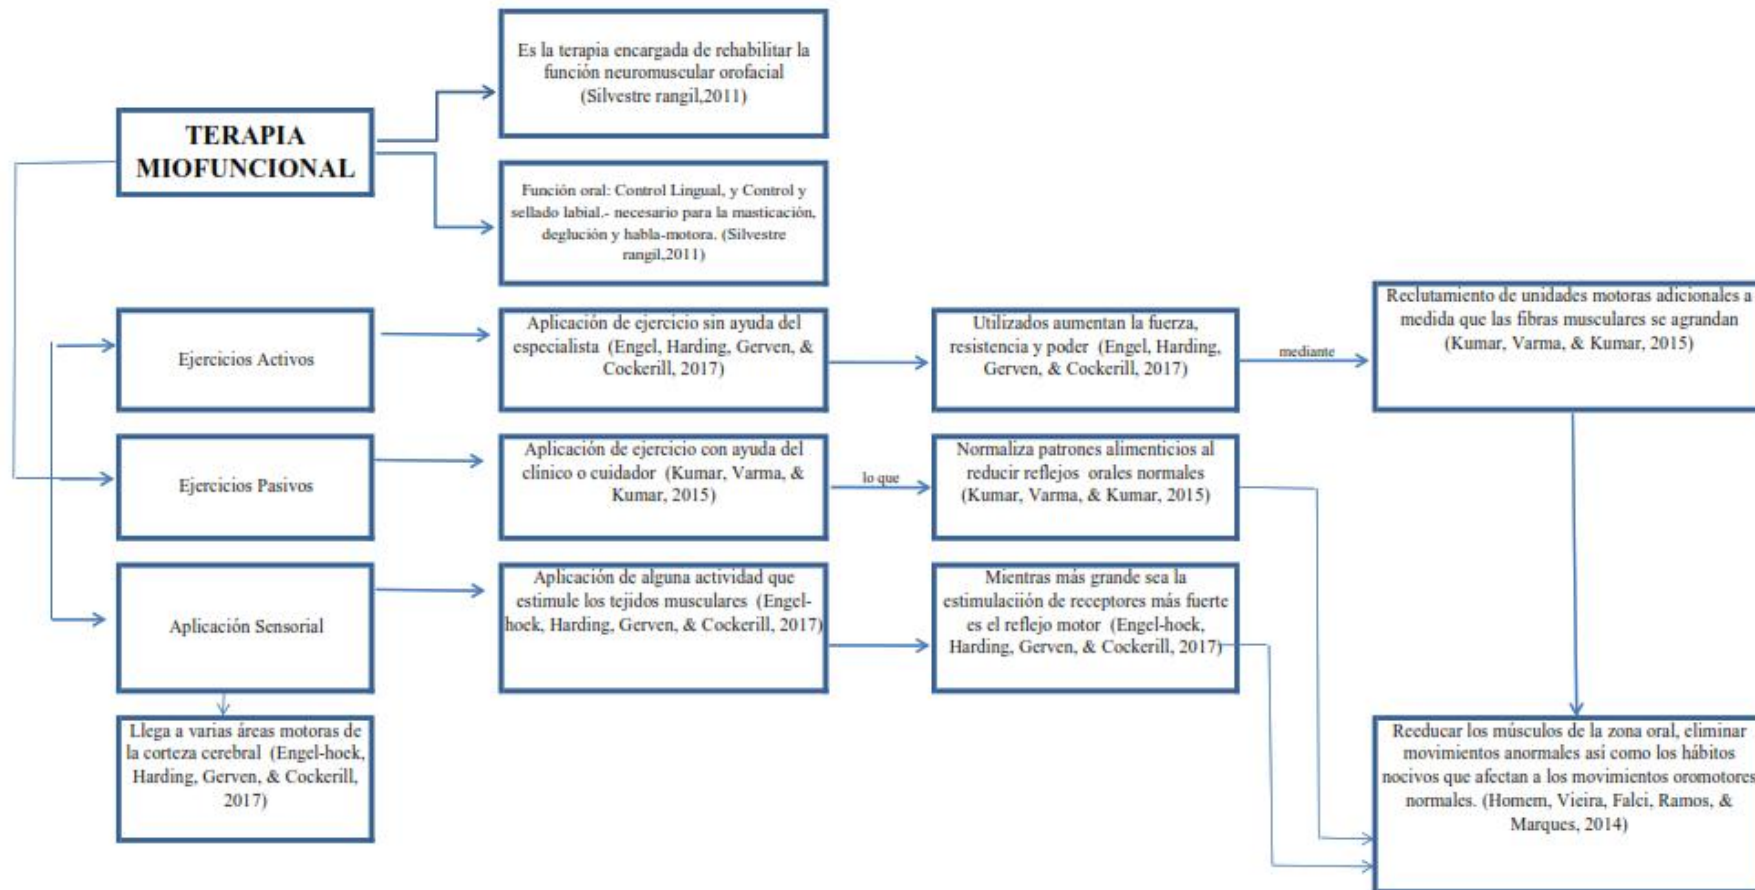 Es la terapia encargada de rehabilitar la
función neuromuscular orofacial
(Silvestre rangil,2011)
TERAPIA
MIOFUNCIONAL
Función oral: Control Lingual, y Control y
sellado labial.- necesario para la masticación,
deglución y habla-motora. (Silvestre
rangil,2011)
Ejercicios Activos
Aplicación de ejercicio sin ayuda del
especialista (Engel, Harding, Gerven, &
Cockerill, 2017)
Utilizados aumentan la fuerza,
resistencia y poder (Engel, Harding,
Gerven, & Cockerill, 2017)
mediante
Reclutamiento de unidades motoras adicionales a
medida que las fibras musculares se agrandan
(Kumar, Varma, & Kumar, 2015)
Ejercicios Pasivos
Aplicación de ejercicio con ayuda del
clínico o cuidador (Kumar, Varma, &
Kumar, 2015)
lo que
Normaliza patrones alimenticios al
reducir reflejos orales normales
(Kumar, Varma, & Kumar, 2015)
Aplicación Sensorial
Aplicación de alguna actividad que
estimule los tejidos musculares (Engel-
hoek, Harding, Gerven, & Cockerill, 2017)
Mientras más grande sea la
estimulaciión de receptores más fuerte
es el reflejo motor (Engel-hoek,
Harding, Gerven, & Cockerill, 2017)
Llega a varias áreas motoras de
la corteza cerebral (Engel-hoek,
Harding, Gerven, & Cockerill,
2017)
Reeducar los músculos de la zona oral, eliminar
movimientos anormales así como los hábitos
nocivos que afectan a los movimientos oromotores
normales. (Homem, Vieira, Falci, Ramos, &
Marques, 2014)